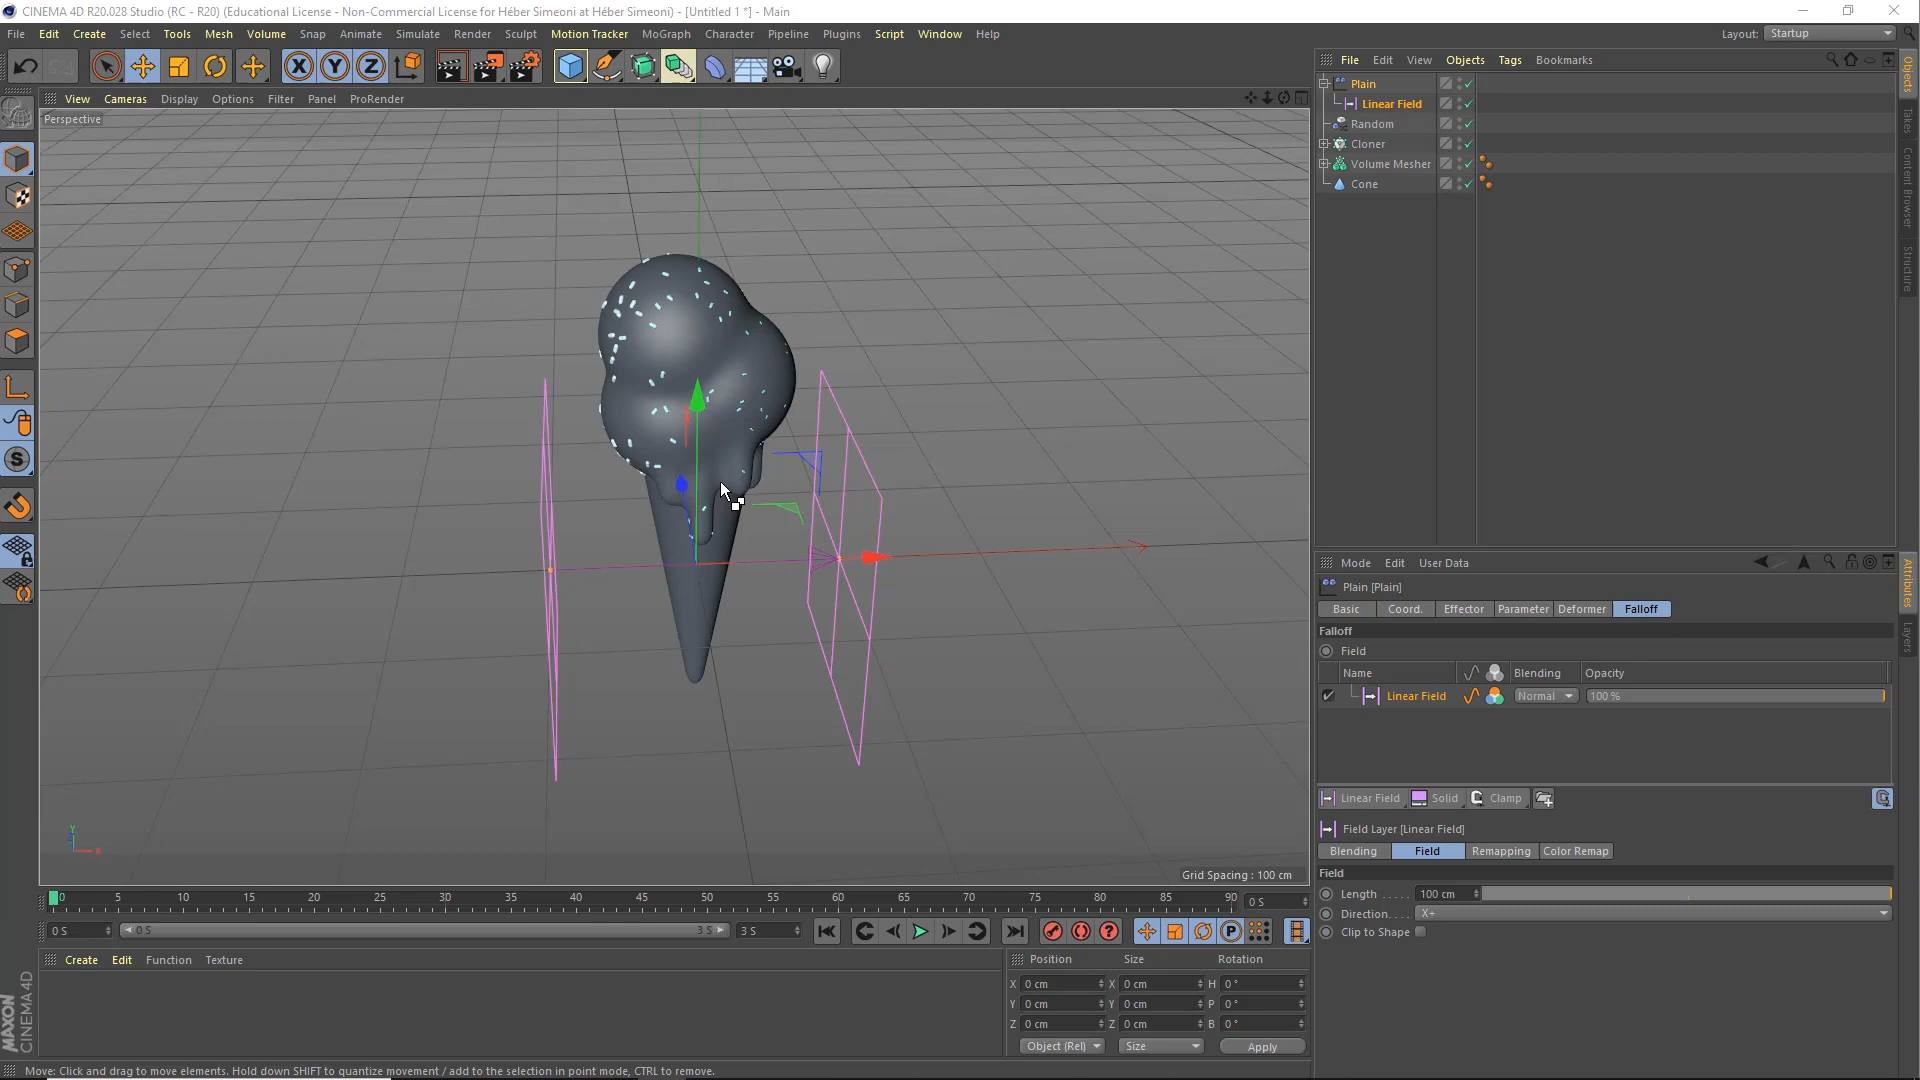 CINEMA 4D R20.028 Studio (RC - R20) (Educational License - Non-Commercial License for Héber Simeoni at Héber Simeoni) - [Untitled 1 *] - Main
File Edit Create Select Tools Mesh Volume Snap Animate Simulate Render Sculpt Motion Tracker MoGraph Character Pipeline Plugins Script Window Help
Layout: Startup
View Cameras Display Options Filter Panel ProRender
Perspective
Grid Spacing : 100 cm
File Edit View Objects Tags Bookmarks
Plain
Linear Field
Random
Cloner
Volume Mesher
Cone
Objects
Takes
Content Browser
Structure
Mode Edit User Data
Plain [Plain]
Basic Coord. Effector Parameter Deformer Falloff
Falloff
Field
Name Blending Opacity
Linear Field Normal 100 %
Linear Field Solid Clamp
Field Layer [Linear Field]
Blending Field Remapping Color Remap
Field
Length ..... 100 cm
Direction.... X+
Clip to Shape
Attributes
Layers
0 5 10 15 20 25 30 35 40 45 50 55 60 65 70 75 80 85 90 0 S
0 S 0 S 3 S 3 S
Create Edit Function Texture
Position Size Rotation
X 0 cm X 0 cm H 0 °
Y 0 cm Y 0 cm P 0 °
Z 0 cm Z 0 cm B 0 °
Object (Rel) Size Apply
MAXON
CINEMA 4D
Move: Click and drag to move elements. Hold down SHIFT to quantize movement / add to the selection in point mode, CTRL to remove.